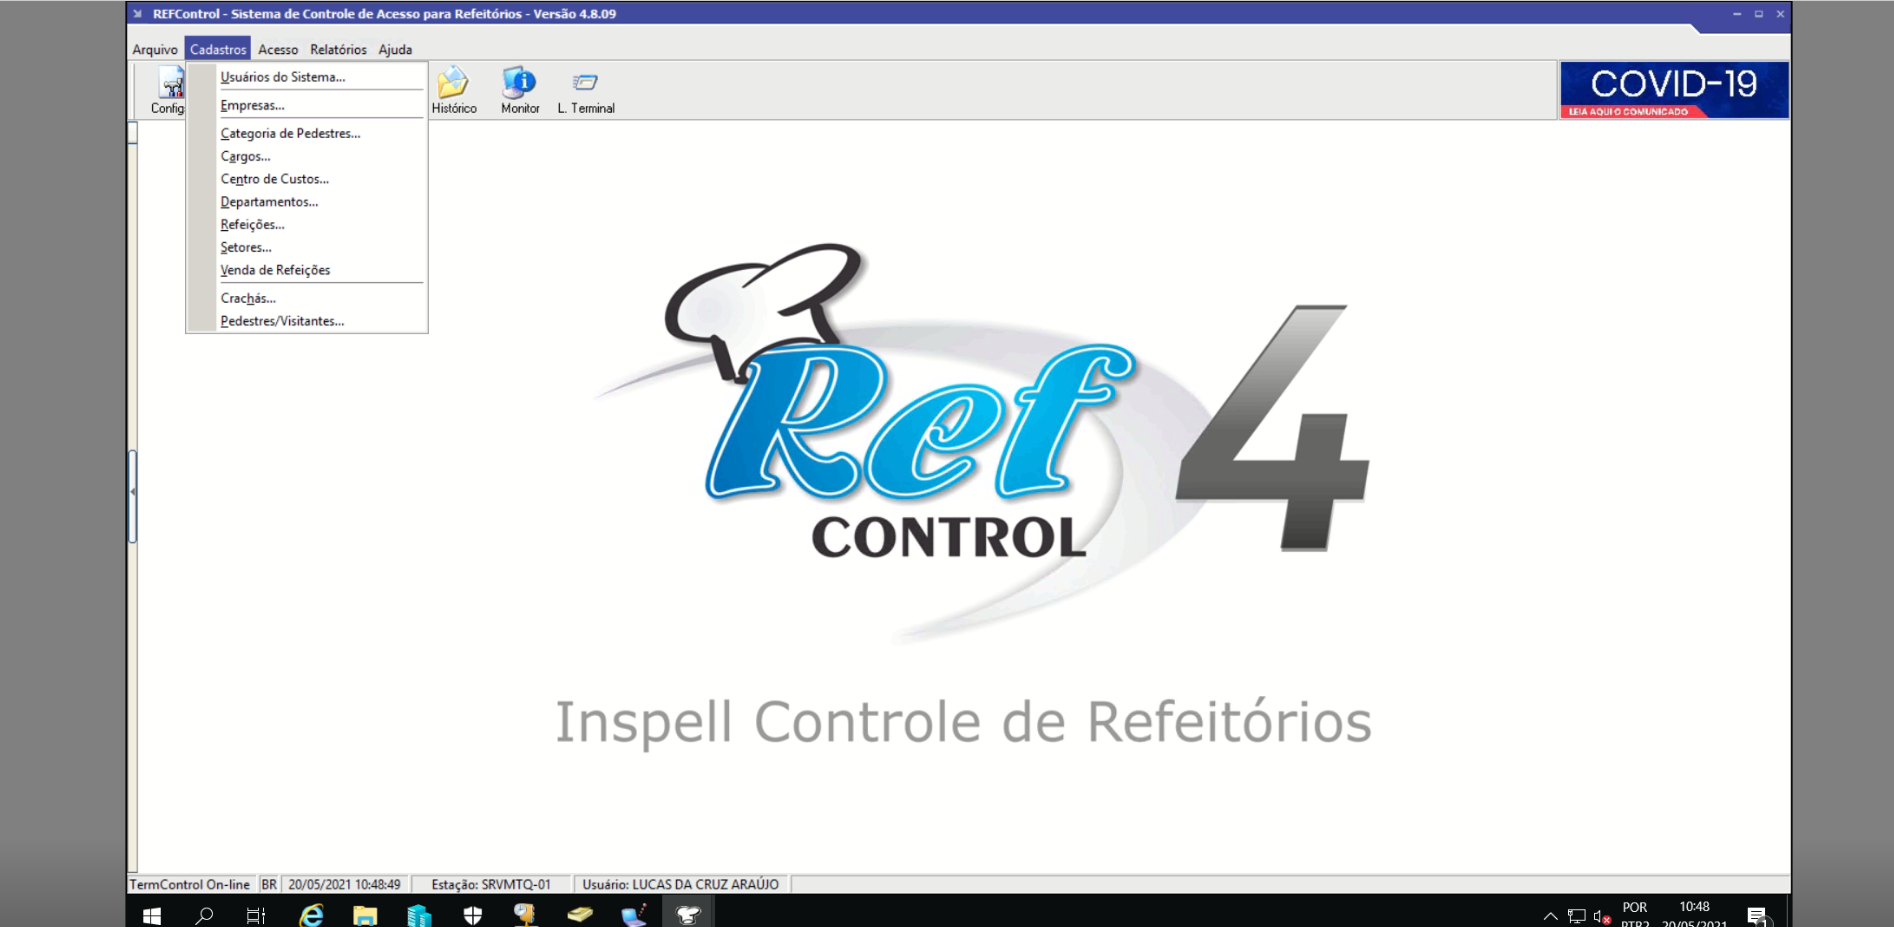 REFControl - Sistema de Controle de Acesso para Refeitórios - Versão 4.8.09
Arquivo Cadastros Acesso Relatórios Ajuda
Config
Usuários do Sistema...
Empresas...
Categoria de Pedestres...
Cargos...
Centro de Custos...
Departamentos...
Refeições...
Setores...
Venda de Refeições
Crachás...
Pedestres/Visitantes...
Histórico Monitor L. Terminal
COVID-19
LEIA AQUI O COMUNICADO
Ref 4
CONTROL
Inspell Controle de Refeitórios
TermControl On-line BR 20/05/2021 10:48:49 Estação: SRVMTQ-01 Usuário: LUCAS DA CRUZ ARAÚJO
POR 10:48
PTB2 20/05/2021
1